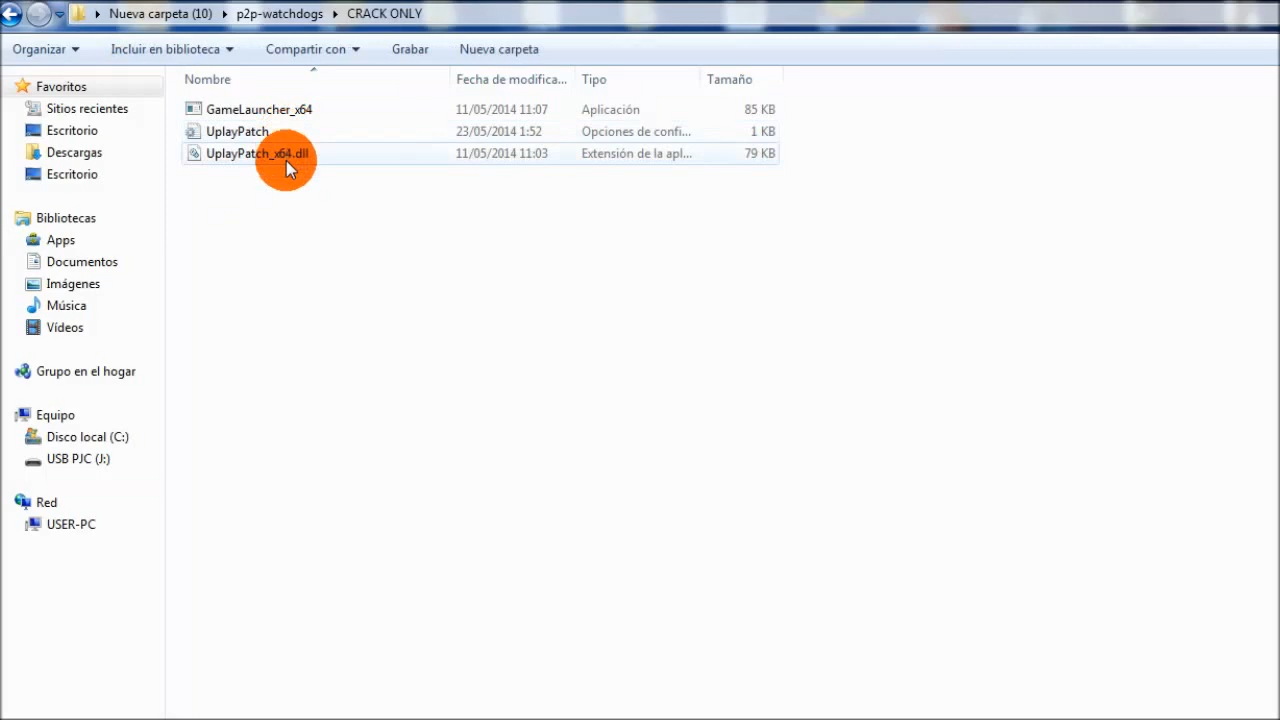 Nueva carpeta (10) p2p-watchdogs CRACK ONLY
Organizar Incluir en biblioteca Compartir con Grabar Nueva carpeta
Nombre Fecha de modifica... Tipo Tamaño
Favoritos
Sitios recientes
Escritorio
Descargas
Escritorio
Bibliotecas
Apps
Documentos
Imágenes
Música
Vídeos
Grupo en el hogar
Equipo
Disco local (C:)
USB PJC (J:)
Red
USER-PC
GameLauncher_x64 11/05/2014 11:07 Aplicación 85 KB
UplayPatch 23/05/2014 1:52 Opciones de confi... 1 KB
UplayPatch_x64.dll 11/05/2014 11:03 Extensión de la apl... 79 KB